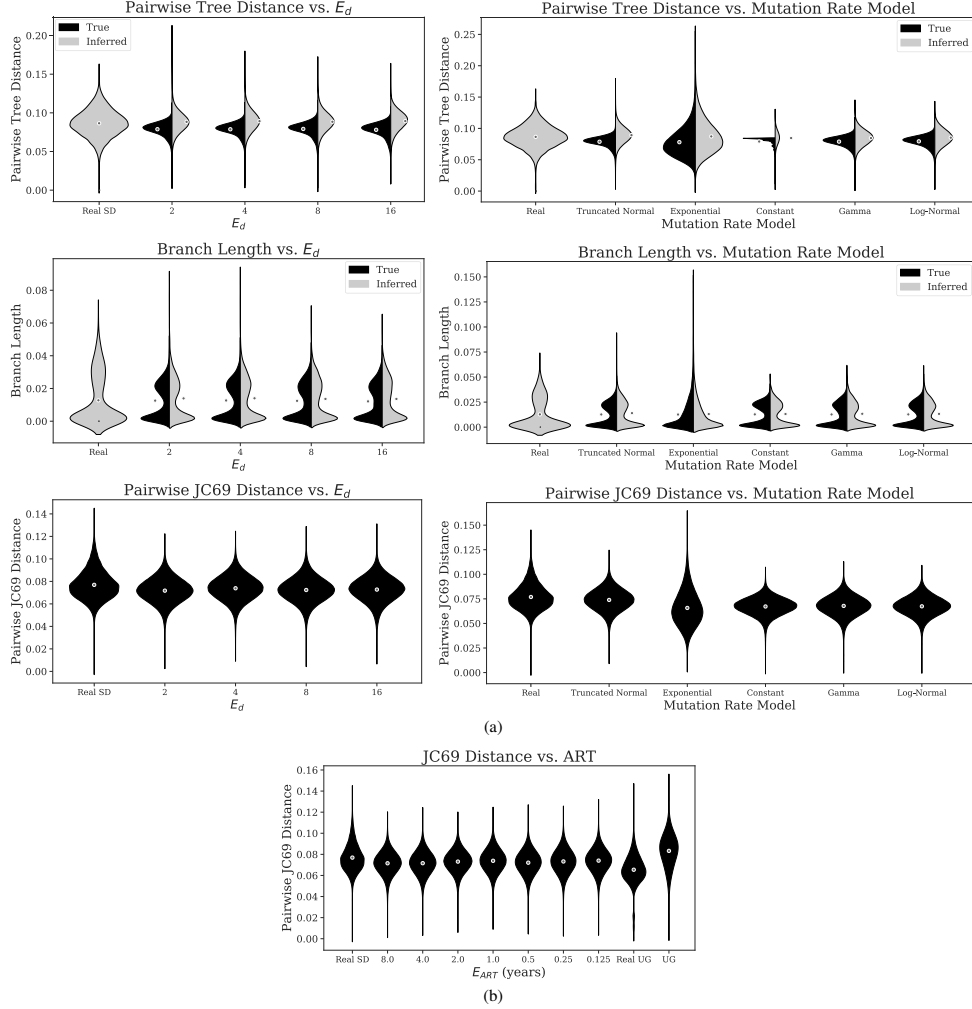 Pairwise Tree Distance vs. E_d
Pairwise Tree Distance
0.20
0.15
0.10
0.05
0.00
True
Inferred
Real SD 2 4 8 16
E_d
Pairwise Tree Distance vs. Mutation Rate Model
Pairwise Tree Distance
0.25
0.20
0.15
0.10
0.05
0.00
True
Inferred
Real Truncated Normal Exponential Constant Gamma Log-Normal
Mutation Rate Model
Branch Length vs. E_d
Branch Length
0.08
0.06
0.04
0.02
0.00
True
Inferred
Real 2 4 8 16
E_d
Branch Length vs. Mutation Rate Model
Branch Length
0.150
0.125
0.100
0.075
0.050
0.025
0.000
True
Inferred
Real Truncated Normal Exponential Constant Gamma Log-Normal
Mutation Rate Model
Pairwise JC69 Distance vs. E_d
Pairwise JC69 Distance
0.14
0.12
0.10
0.08
0.06
0.04
0.02
0.00
Real SD 2 4 8 16
E_d
Pairwise JC69 Distance vs. Mutation Rate Model
Pairwise JC69 Distance
0.150
0.125
0.100
0.075
0.050
0.025
0.000
Real Truncated Normal Exponential Constant Gamma Log-Normal
Mutation Rate Model
(a)
JC69 Distance vs. ART
Pairwise JC69 Distance
0.16
0.14
0.12
0.10
0.08
0.06
0.04
0.02
0.00
Real SD 8.0 4.0 2.0 1.0 0.5 0.25 0.125 Real UG UG
E_ART (years)
(b)